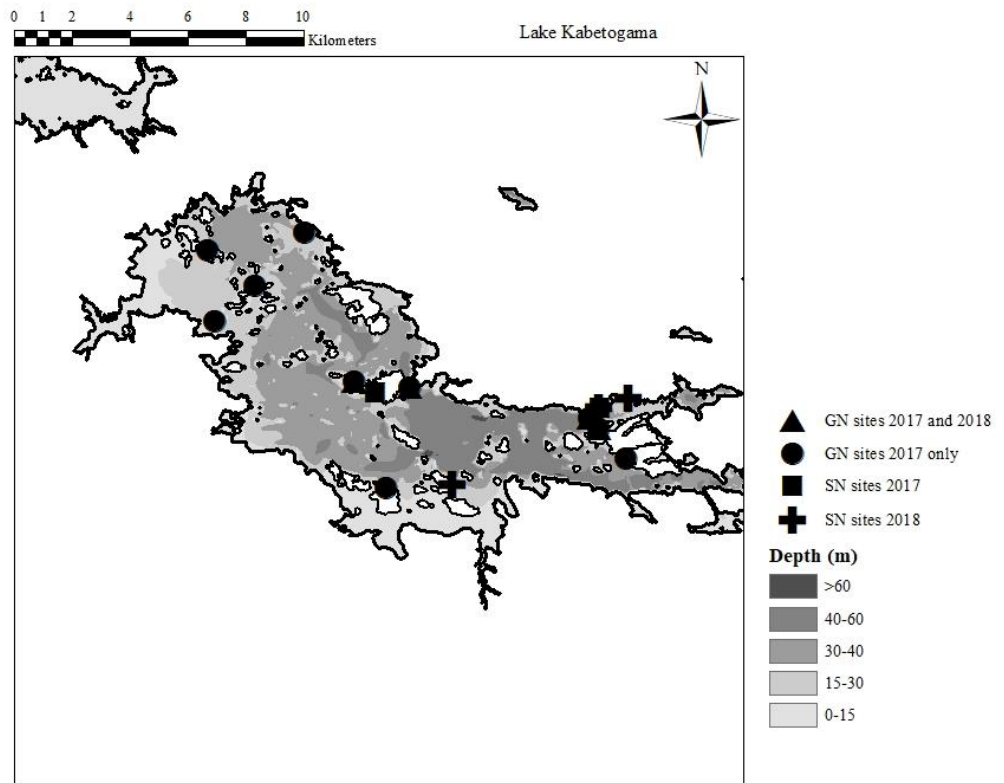 0 1 2 4 6 8 10
Kilometers
Lake Kabetogama
N
GN sites 2017 and 2018
GN sites 2017 only
SN sites 2017
SN sites 2018
Depth (m)
>60
40-60
30-40
15-30
0-15